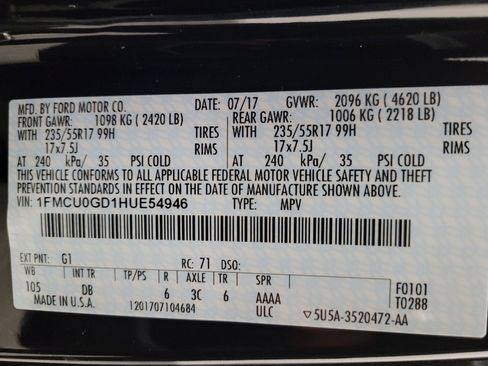 MFD. BY FORD MOTOR CO. DATE: 07/17 GVWR: 2096 KG ( 4620 LB)
FRONT GAWR: 1098 KG ( 2420 LB) REAR GAWR: 1006 KG ( 2218 LB)
WITH 235/55R17 99H TIRES WITH 235/55R17 99H TIRES
17x7.5J RIMS 17x7.5J RIMS
AT 240 kPa/ 35 PSI COLD AT 240 kPa/ 35 PSI COLD
THIS VEHICLE CONFORMS TO ALL APPLICABLE FEDERAL MOTOR VEHICLE SAFETY AND THEFT
PREVENTION STANDARDS IN EFFECT ON THE DATE OF MANUFACTURE SHOWN ABOVE.
VIN: 1FMCU0GD1HUE54946 TYPE: MPV
EXT PNT: G1 RC: 71 DSO:
WB INT TR TP/PS R AXLE TR SPR F0101
105 DB 6 3C 6 AAAA T0288
MADE IN U.S.A. 1201707104684 ULC ▽5U5A-3520472-AA